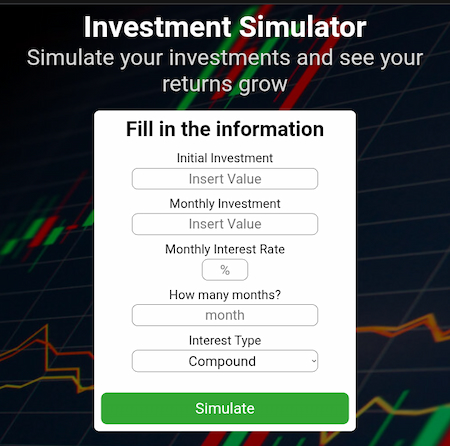 Investment Simulator
Simulate your investments and see your
returns grow
Fill in the information
Initial Investment
Insert Value
Monthly Investment
Insert Value
Monthly Interest Rate
%
How many months?
month
Interest Type
Compound
Simulate